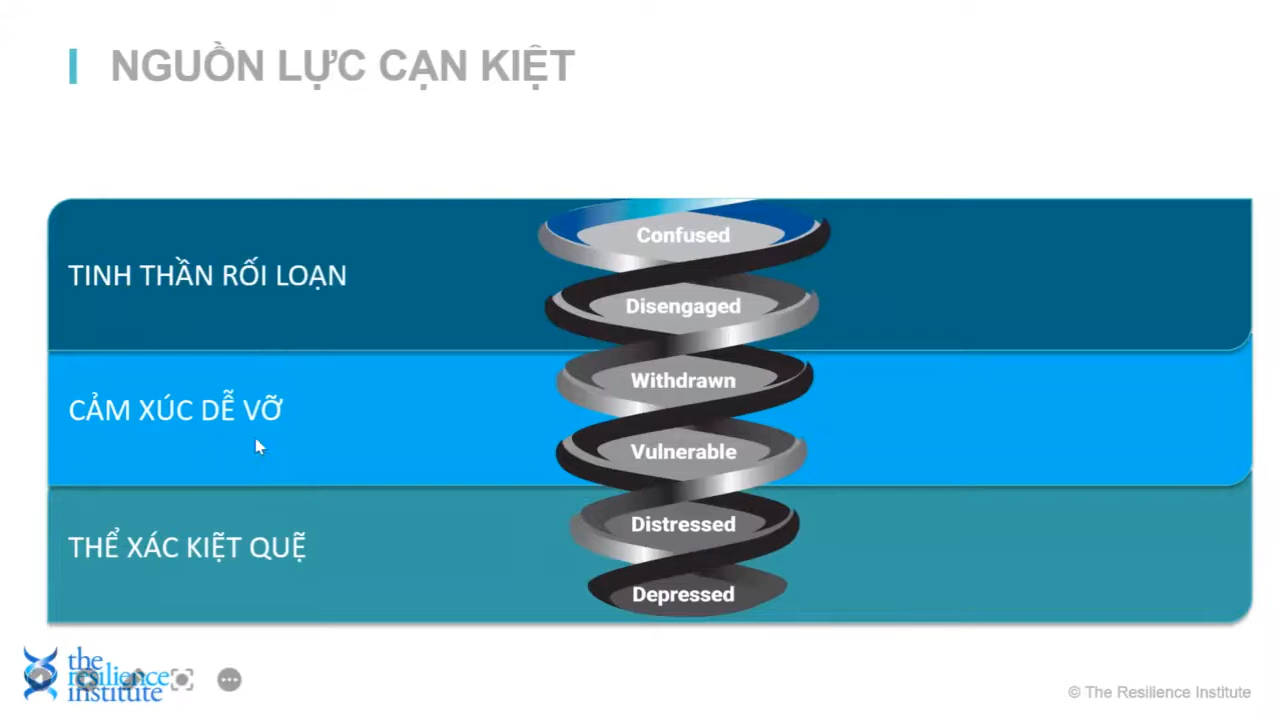 NGUỒN LỰC CẠN KIỆT
TINH THẦN RỐI LOẠN
Confused
Disengaged
CẢM XÚC DỄ VỠ
Withdrawn
Vulnerable
THỂ XÁC KIỆT QUỆ
Distressed
Depressed
the
resilience
institute
© The Resilience Institute